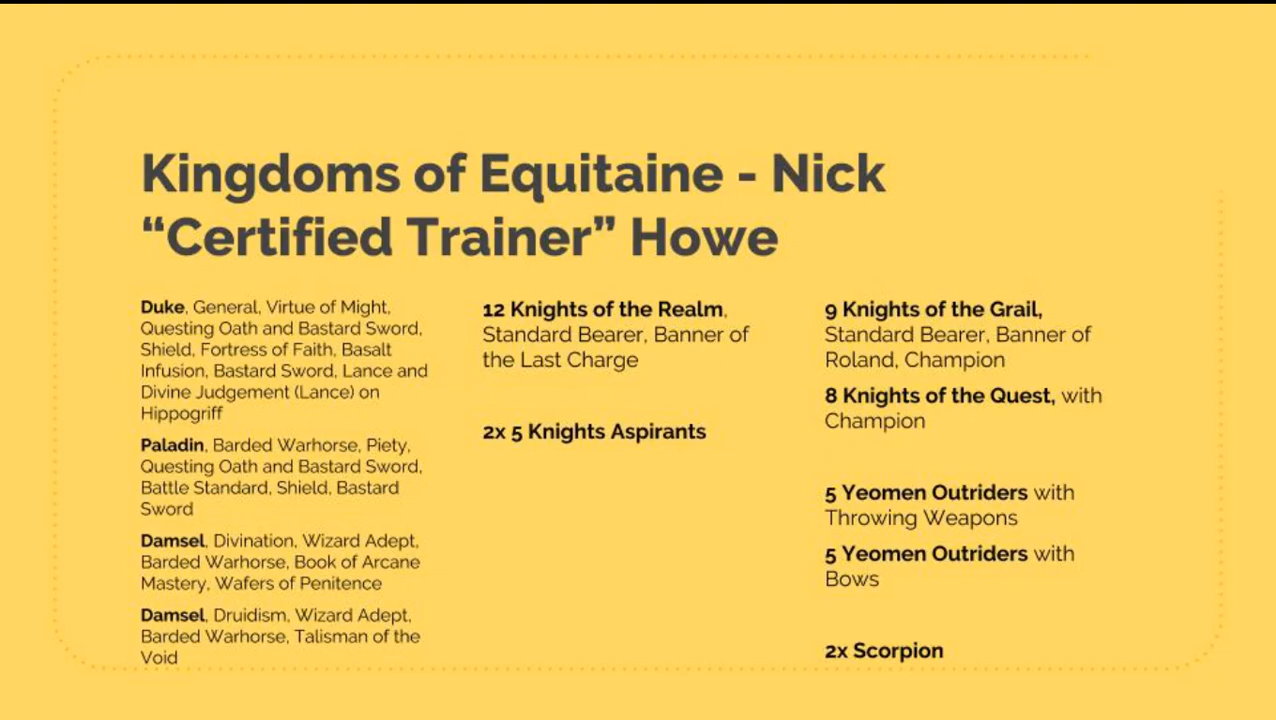 Kingdoms of Equitaine - Nick
“Certified Trainer” Howe
Duke, General, Virtue of Might,
Questing Oath and Bastard Sword,
Shield, Fortress of Faith, Basalt
Infusion, Bastard Sword, Lance and
Divine Judgement (Lance) on
Hippogriff
Paladin, Barded Warhorse, Piety,
Questing Oath and Bastard Sword,
Battle Standard, Shield, Bastard
Sword
Damsel, Divination, Wizard Adept,
Barded Warhorse, Book of Arcane
Mastery, Wafers of Penitence
Damsel, Druidism, Wizard Adept,
Barded Warhorse, Talisman of the
Void
12 Knights of the Realm,
Standard Bearer, Banner of
the Last Charge
2x 5 Knights Aspirants
9 Knights of the Grail,
Standard Bearer, Banner of
Roland, Champion
8 Knights of the Quest, with
Champion
5 Yeomen Outriders with
Throwing Weapons
5 Yeomen Outriders with
Bows
2x Scorpion